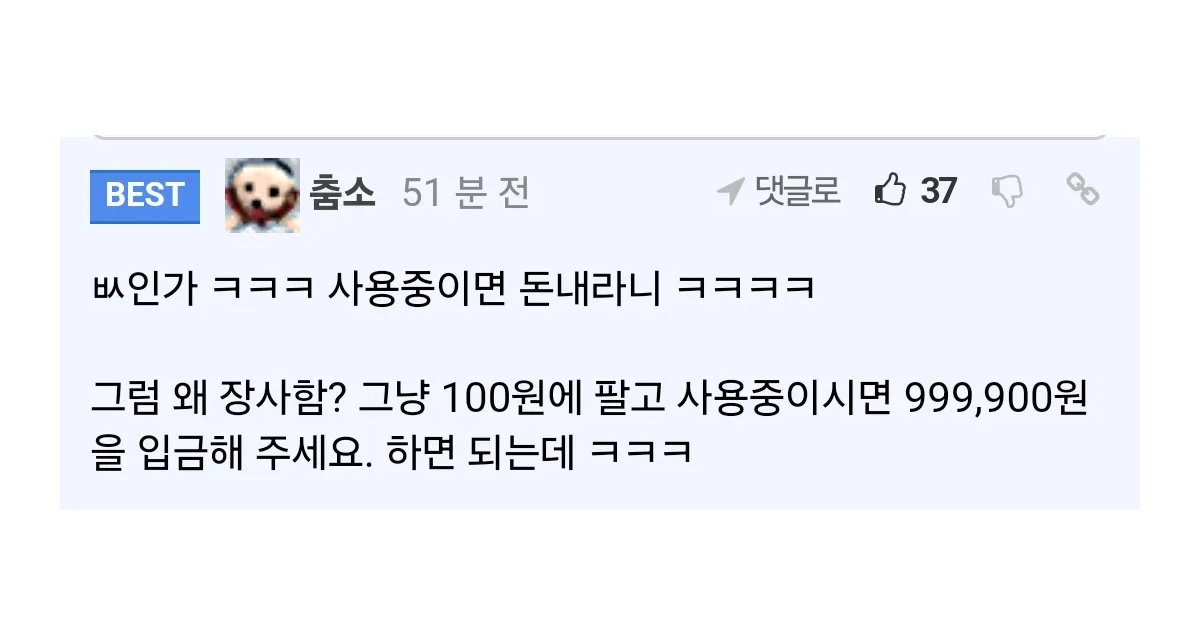 BEST 춤소 51 분 전 댓글로 37
ㅄ인가 ㅋㅋㅋ 사용중이면 돈내라니 ㅋㅋㅋㅋ
그럼 왜 장사함? 그냥 100원에 팔고 사용중이시면 999,900원
을 입금해 주세요. 하면 되는데 ㅋㅋㅋ